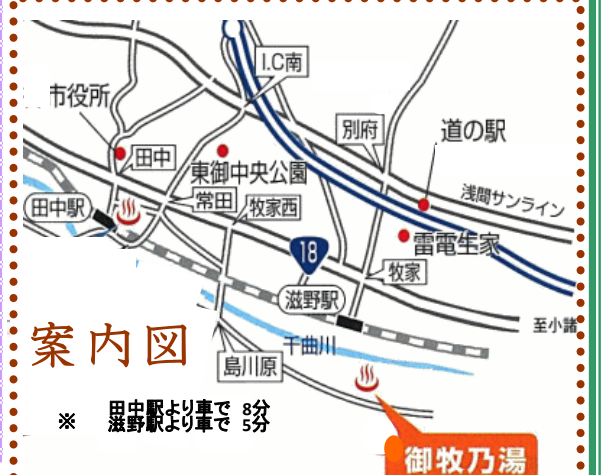 I.C南
市役所
別府
道の駅
田中
東御中央公園
浅間サンライン
常田
牧家西
田中駅
雷電生家
18
牧家
滋野駅
至小諸
案内図
千曲川
島川原
※ 田中駅より車で 8分
滋野駅より車で 5分
御牧乃湯